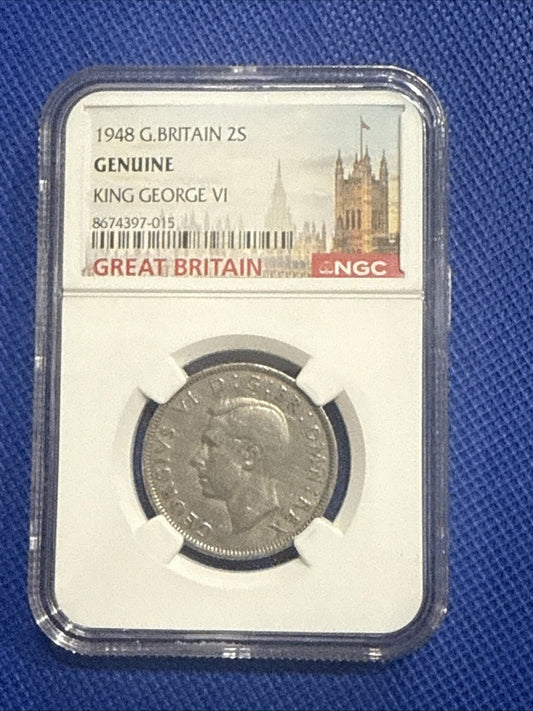 1948 G.BRITAIN 2S
GENUINE
KING GEORGE VI
8674397-015
GREAT BRITAIN
NGC
GEORGIVS VI D:G:BR:OMN:REX